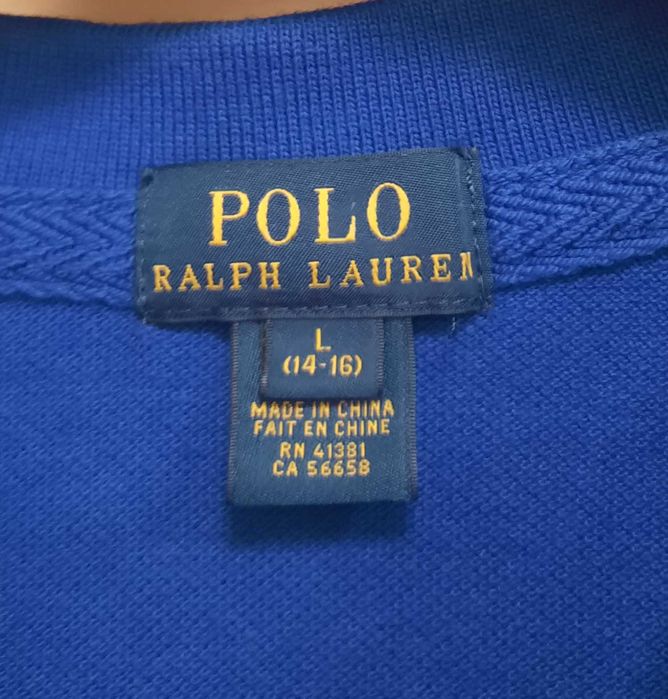 POLO
RALPH LAUREN
L
(14-16)
MADE IN CHINA
FAIT EN CHINE
RN 41381
CA 56658